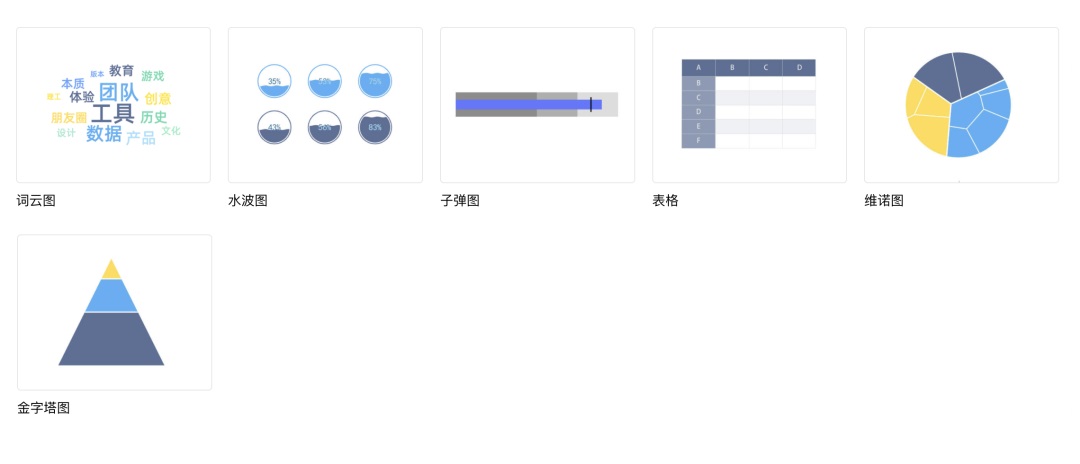 版本 教育 游戏
本质
理工 体验 团队 创意
朋友圈 工具 历史
设计 数据 产品 文化
35% 75%
43% 56% 83%
A B C D
B
C
D
E
F
词云图 水波图 子弹图 表格 维诺图
金字塔图